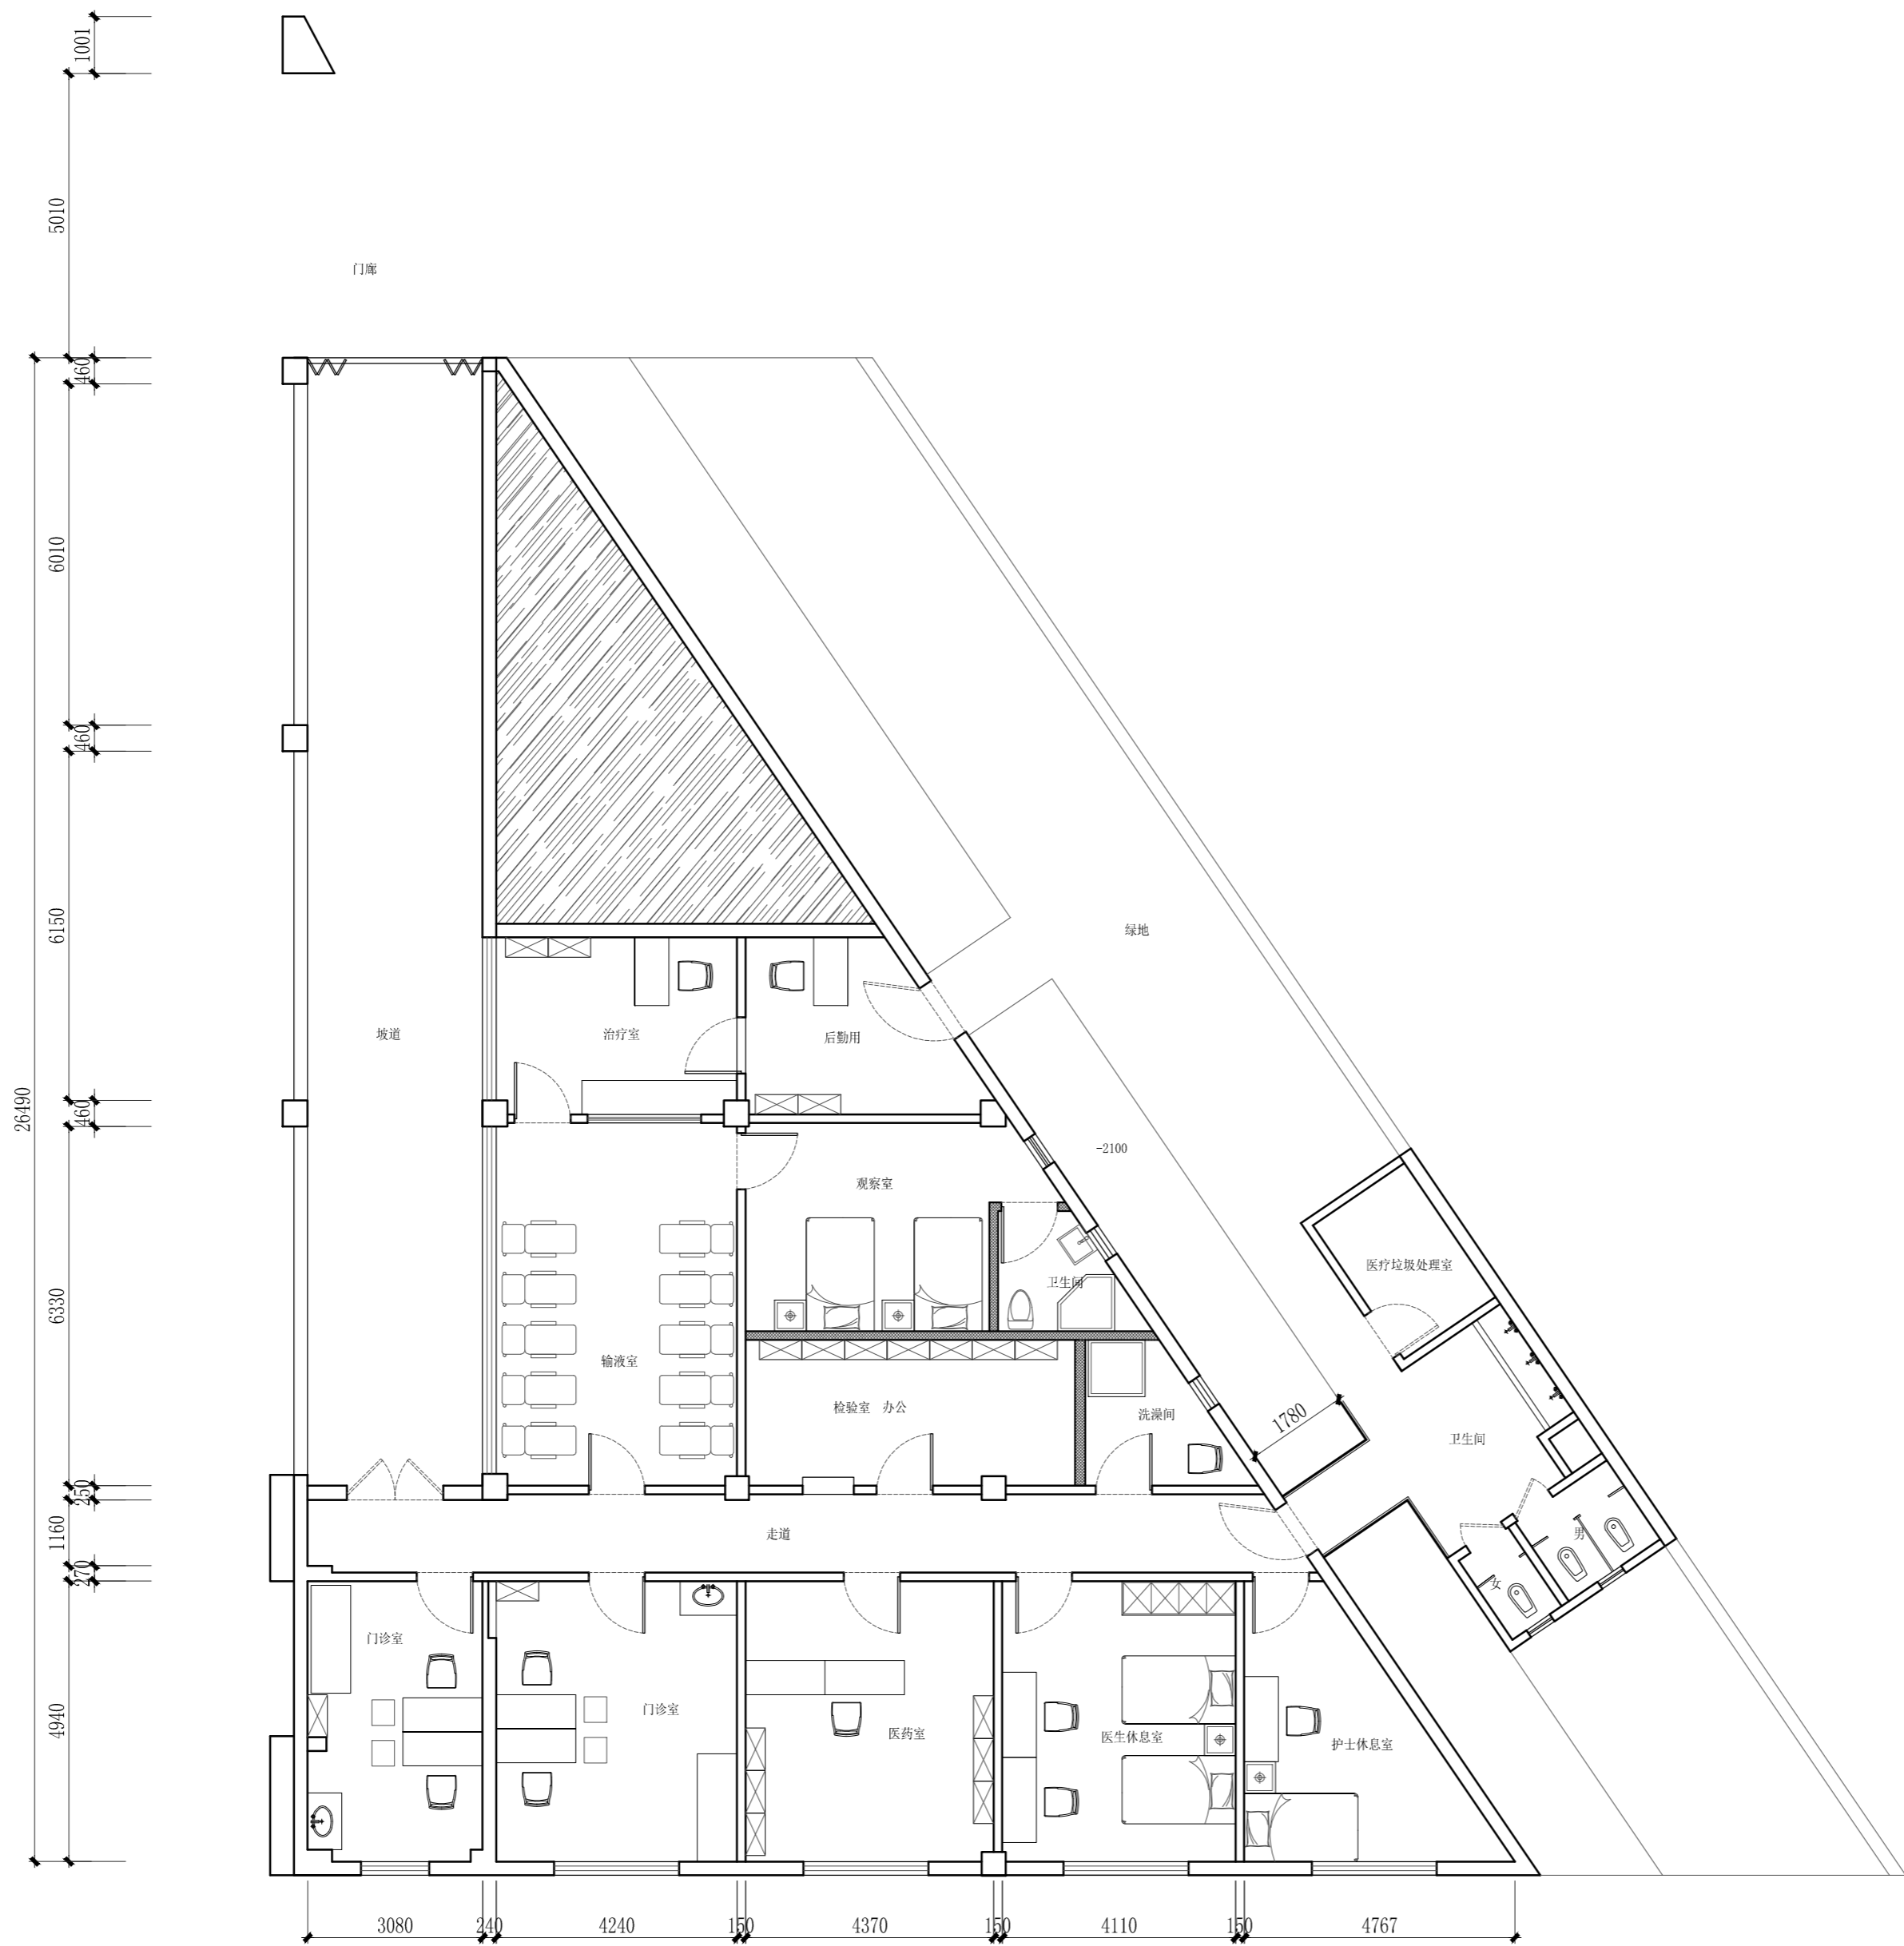 1001
5010
门廊
460
6010
460
6150
绿地
坡道
治疗室
后勤用
26490
460
-2100
观察室
医疗垃圾处理室
卫生间
6330
输液室
检验室 办公
洗澡间
1780
卫生间
250
1160
走道
男
270
女
门诊室
门诊室
医药室
医生休息室
护士休息室
4940
3080
240
4240
150
4370
150
4110
150
4767